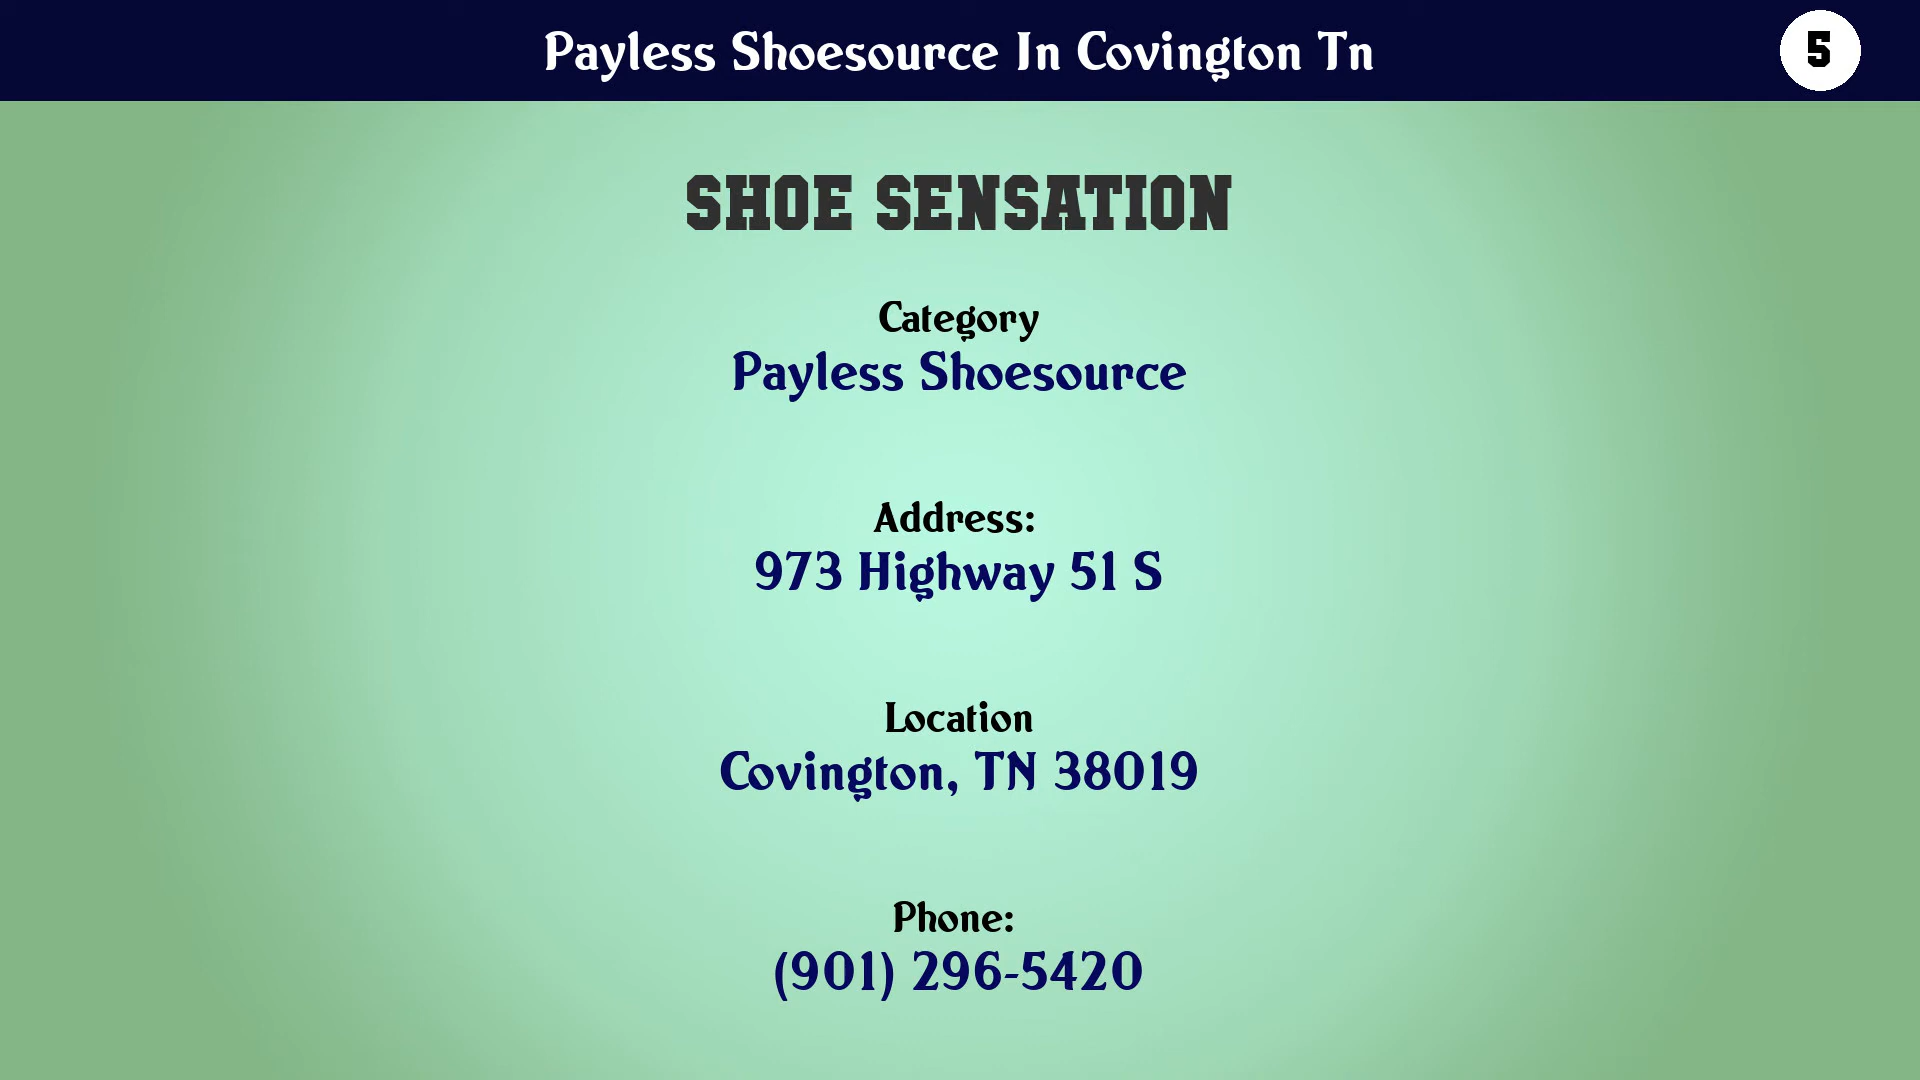 Payless Shoesource In Covington Tn
5
SHOE SENSATION
Category
Payless Shoesource
Address:
973 Highway 51 S
Location
Covington, TN 38019
Phone:
(901) 296-5420